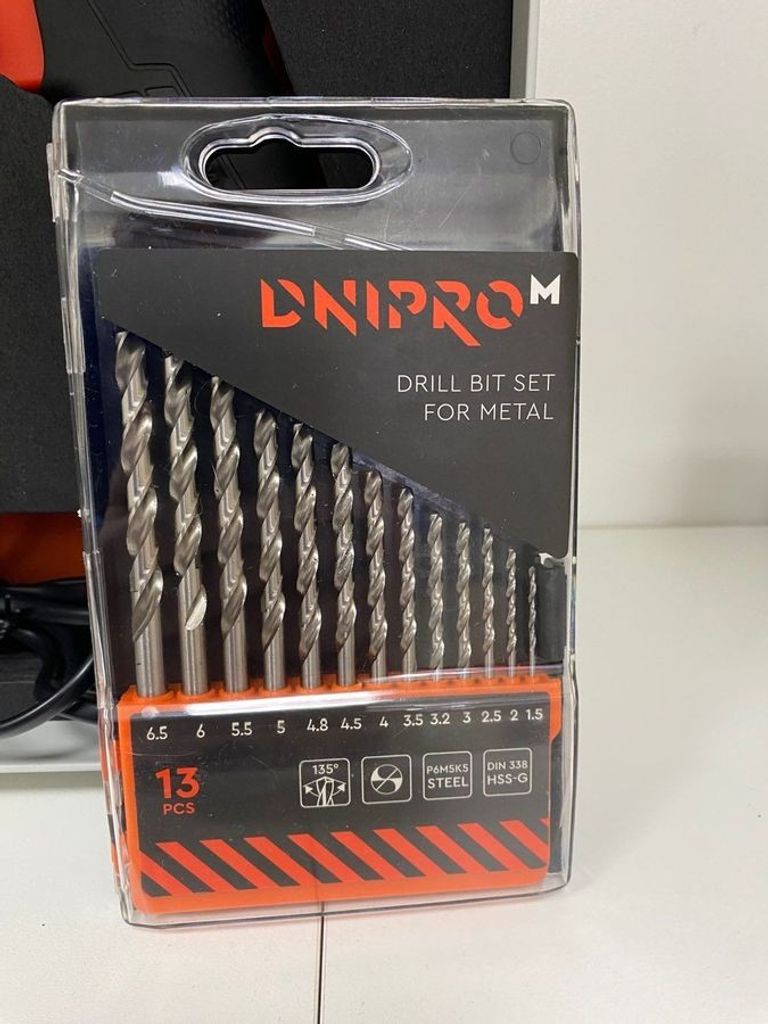 DNIPRO M
DRILL BIT SET
FOR METAL
6.5 6 5.5 5 4.8 4.5 4 3.5 3.2 3 2.5 2 1.5
13
PCS
135°
P6M5K5
STEEL
DIN 338
HSS-G